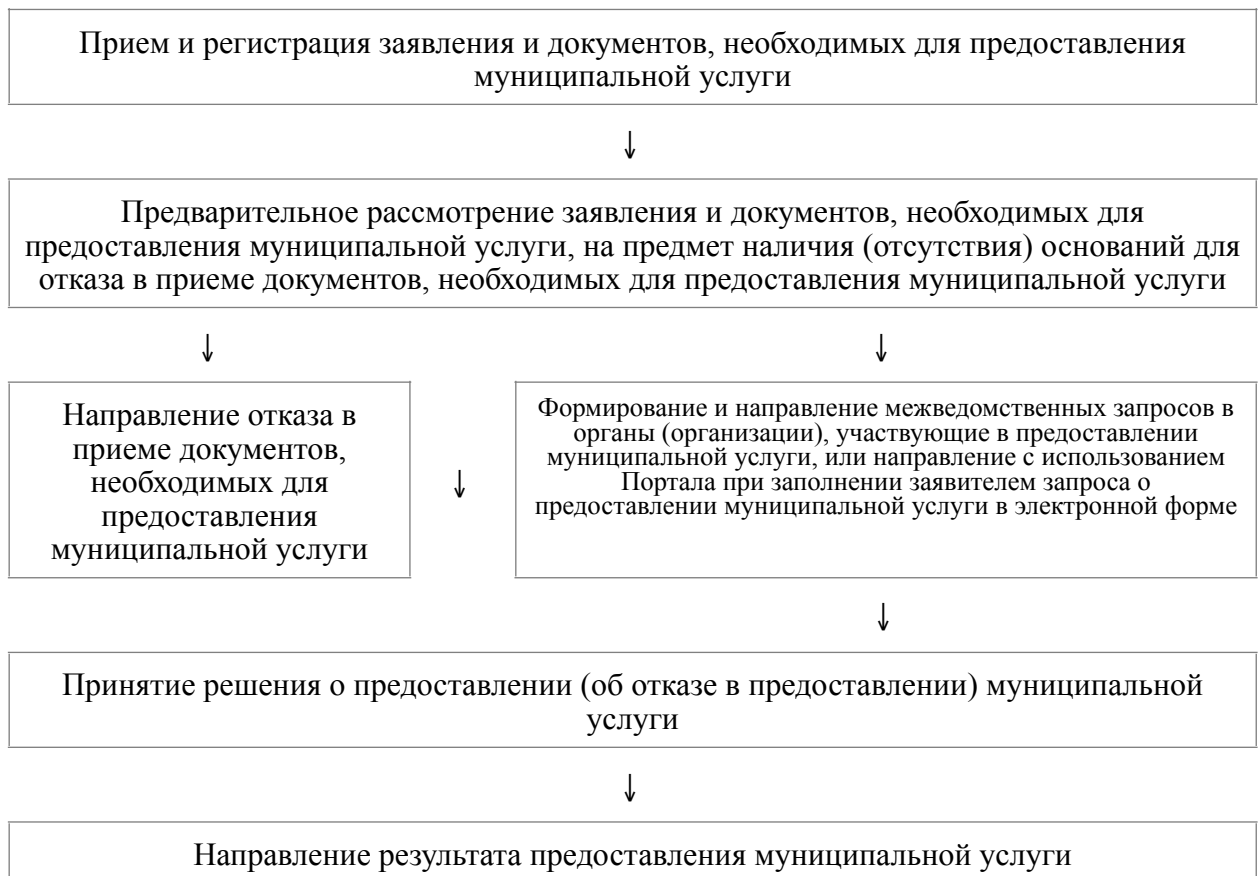 Прием и регистрация заявления и документов, необходимых для предоставления
муниципальной услуги
↓
Предварительное рассмотрение заявления и документов, необходимых для
предоставления муниципальной услуги, на предмет наличия (отсутствия) оснований для
отказа в приеме документов, необходимых для предоставления муниципальной услуги
↓ ↓
Направление отказа в
приеме документов,
необходимых для
предоставления
муниципальной услуги
↓
Формирование и направление межведомственных запросов в
органы (организации), участвующие в предоставлении
муниципальной услуги, или направление с использованием
Портала при заполнении заявителем запроса о
предоставлении муниципальной услуги в электронной форме
↓
Принятие решения о предоставлении (об отказе в предоставлении) муниципальной
услуги
↓
Направление результата предоставления муниципальной услуги